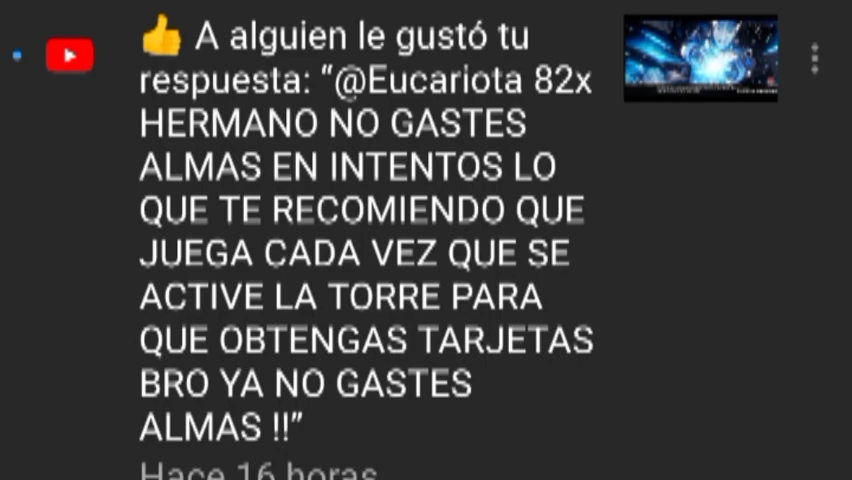 👍 A alguien le gustó tu
respuesta: “@Eucariota 82x
HERMANO NO GASTES
ALMAS EN INTENTOS LO
QUE TE RECOMIENDO QUE
JUEGA CADA VEZ QUE SE
ACTIVE LA TORRE PARA
QUE OBTENGAS TARJETAS
BRO YA NO GASTES
ALMAS !!”
Hace 16 horas